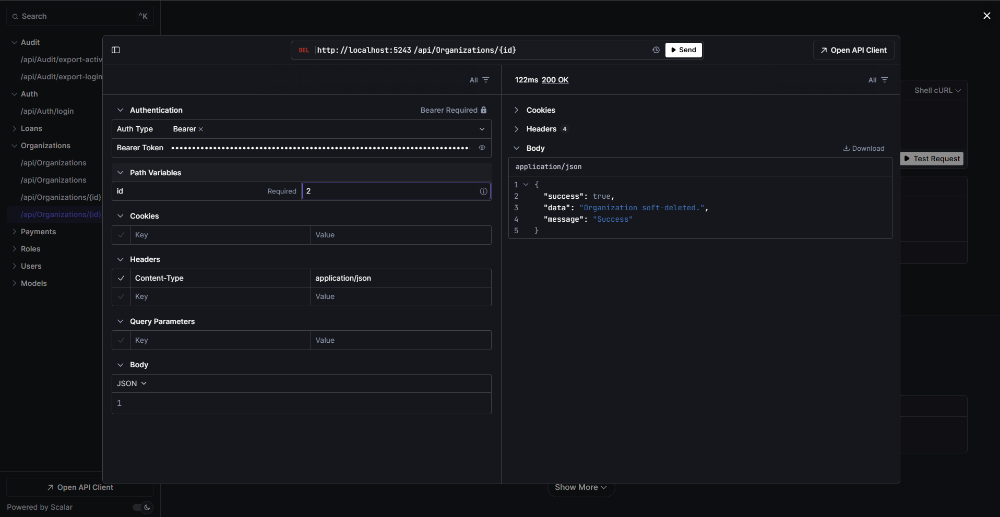 Search ^K
Audit
/api/Audit/export-activ
/api/Audit/export-login
Auth
/api/Auth/login
Loans
Organizations
/api/Organizations
/api/Organizations
/api/Organizations/{id}
/api/Organizations/{id}
Payments
Roles
Users
Models
Open API Client
Powered by Scalar
DEL http://localhost:5243 /api/Organizations/{id}
Send
Open API Client
All
Authentication Bearer Required
Auth Type Bearer
Bearer Token
Path Variables
id Required 2
Cookies
Key Value
Headers
Content-Type application/json
Key Value
Query Parameters
Key Value
Body
JSON
1
122ms 200 OK All
Cookies
Headers 4
Body Download
application/json
1 {
2 "success": true,
3 "data": "Organization soft-deleted.",
4 "message": "Success"
5 }
Shell cURL
Test Request
Show More